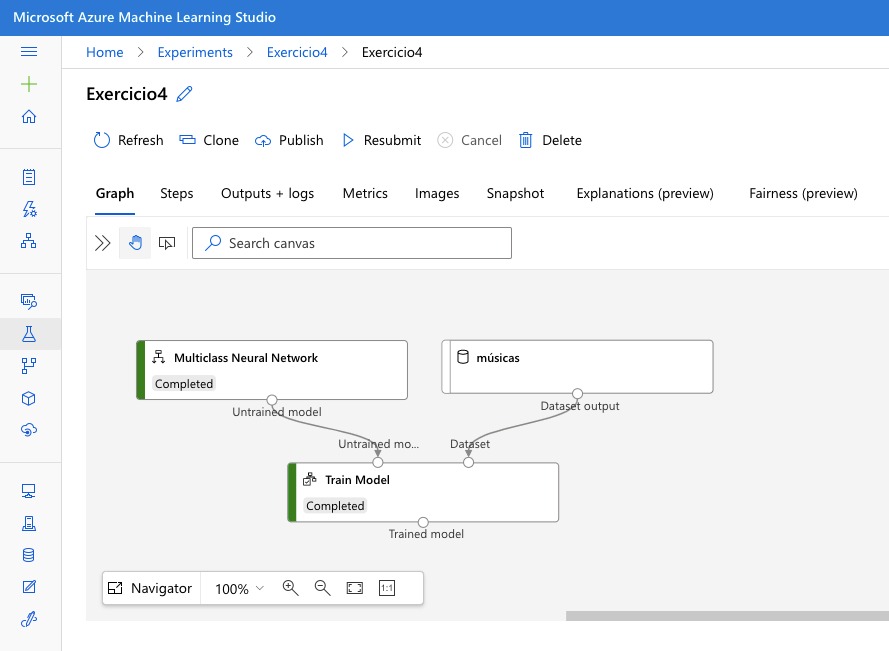 Microsoft Azure Machine Learning Studio
Home > Experiments > Exercicio4 > Exercicio4
Exercicio4
Refresh Clone Publish Resubmit Cancel Delete
Graph Steps Outputs + logs Metrics Images Snapshot Explanations (preview) Fairness (preview)
Search canvas
Multiclass Neural Network
Completed
Untrained model
músicas
Dataset output
Untrained mo...
Dataset
Train Model
Completed
Trained model
Navigator 100% 1:1